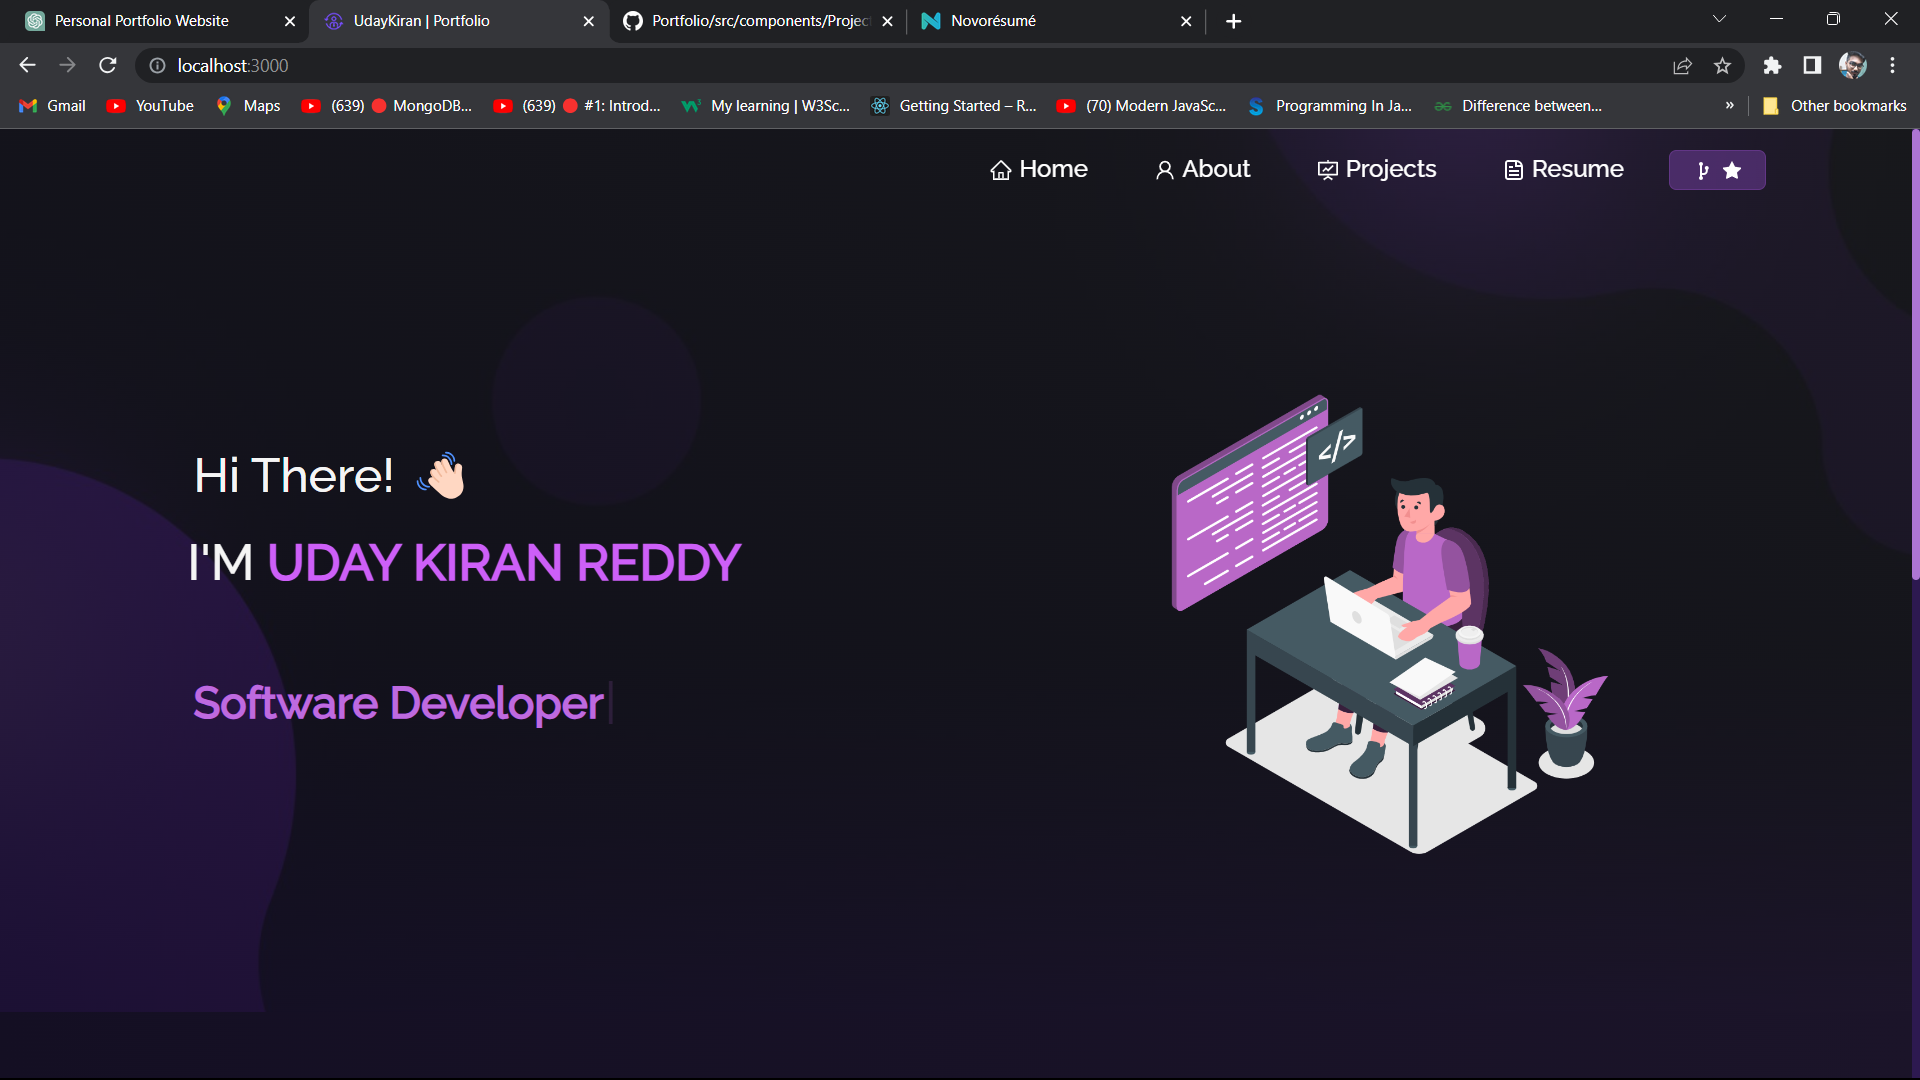 Personal Portfolio Website
UdayKiran | Portfolio
Portfolio/src/components/Projec
Novorésumé
localhost:3000
Gmail
YouTube
Maps
(639) 🔴 MongoDB...
(639) 🔴 #1: Introd...
My learning | W3Sc...
Getting Started – R...
(70) Modern JavaSc...
Programming In Ja...
Difference between...
»
Other bookmarks
Home
About
Projects
Resume
Hi There! 👋🏻
I'M UDAY KIRAN REDDY
Software Developer
</>